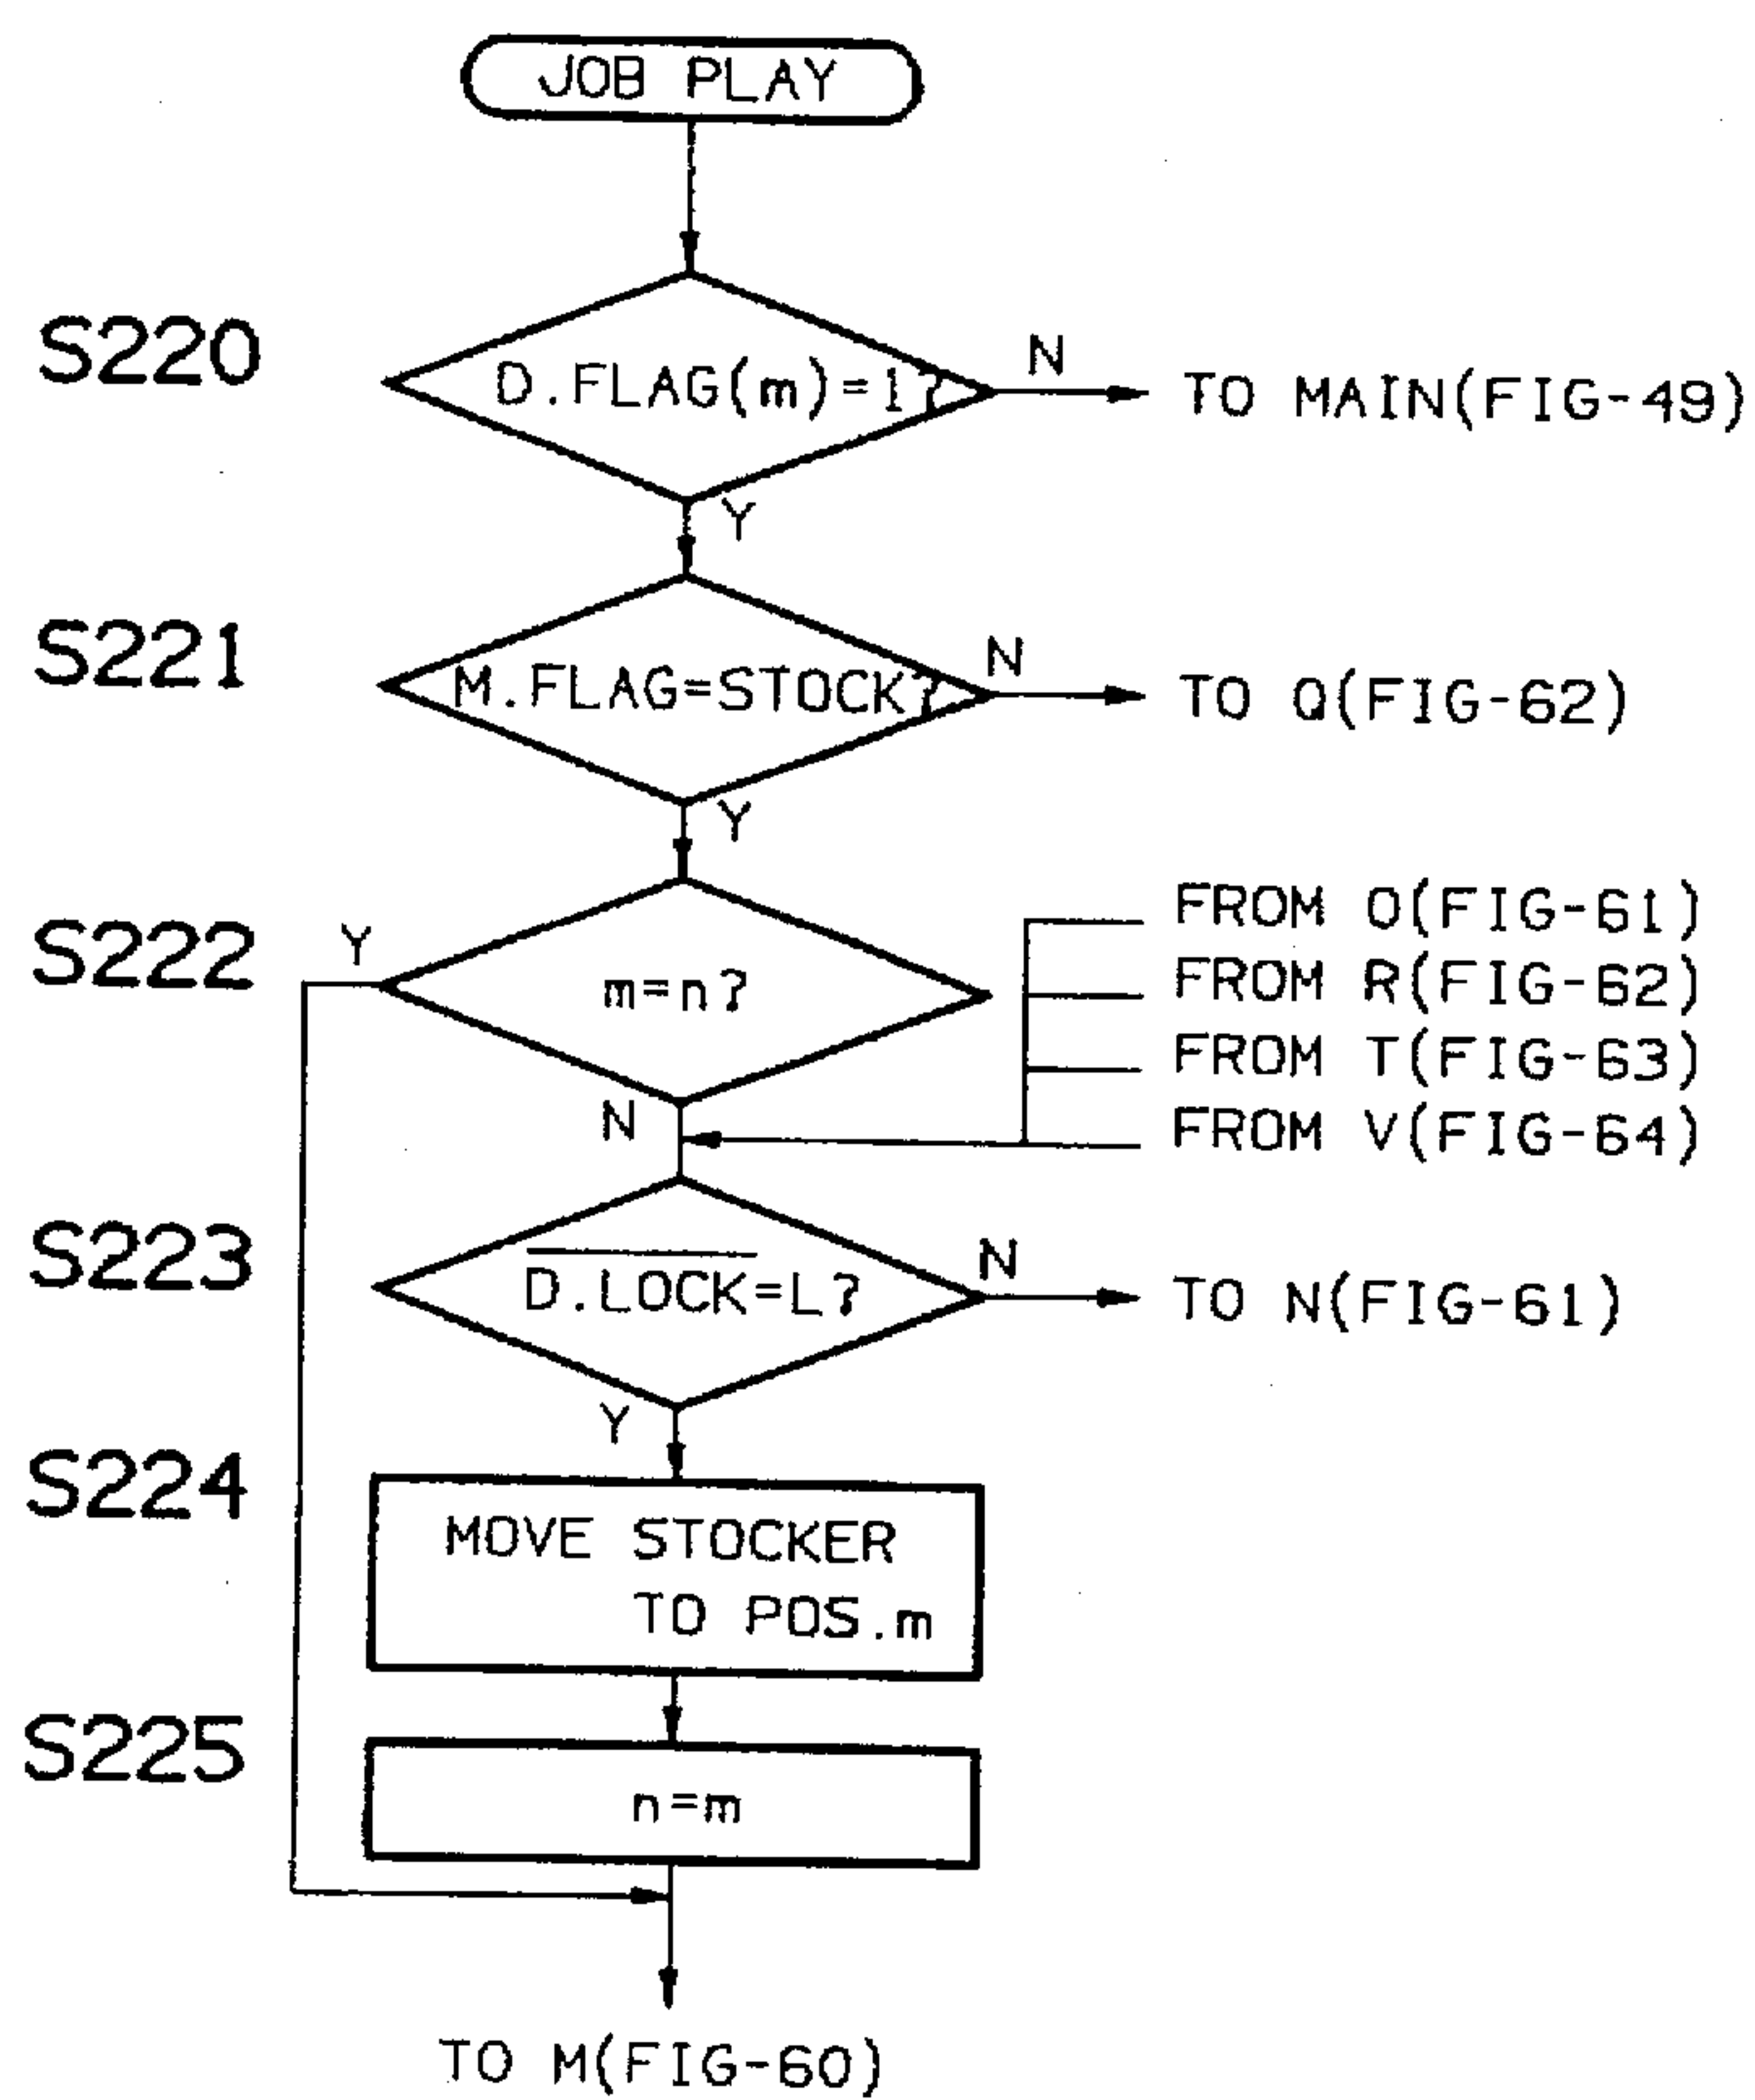 JOB PLAY
S220
D.FLAG(m)=1?
N
TO MAIN(FIG-49)
Y
S221
M.FLAG=STOCK?
N
TO Q(FIG-62)
Y
S222
Y
m=n?
FROM O(FIG-61)
FROM R(FIG-62)
FROM T(FIG-63)
FROM V(FIG-64)
N
S223
D.LOCK=L?
N
TO N(FIG-61)
Y
S224
MOVE STOCKER
TO POS.m
S225
n=m
TO M(FIG-60)